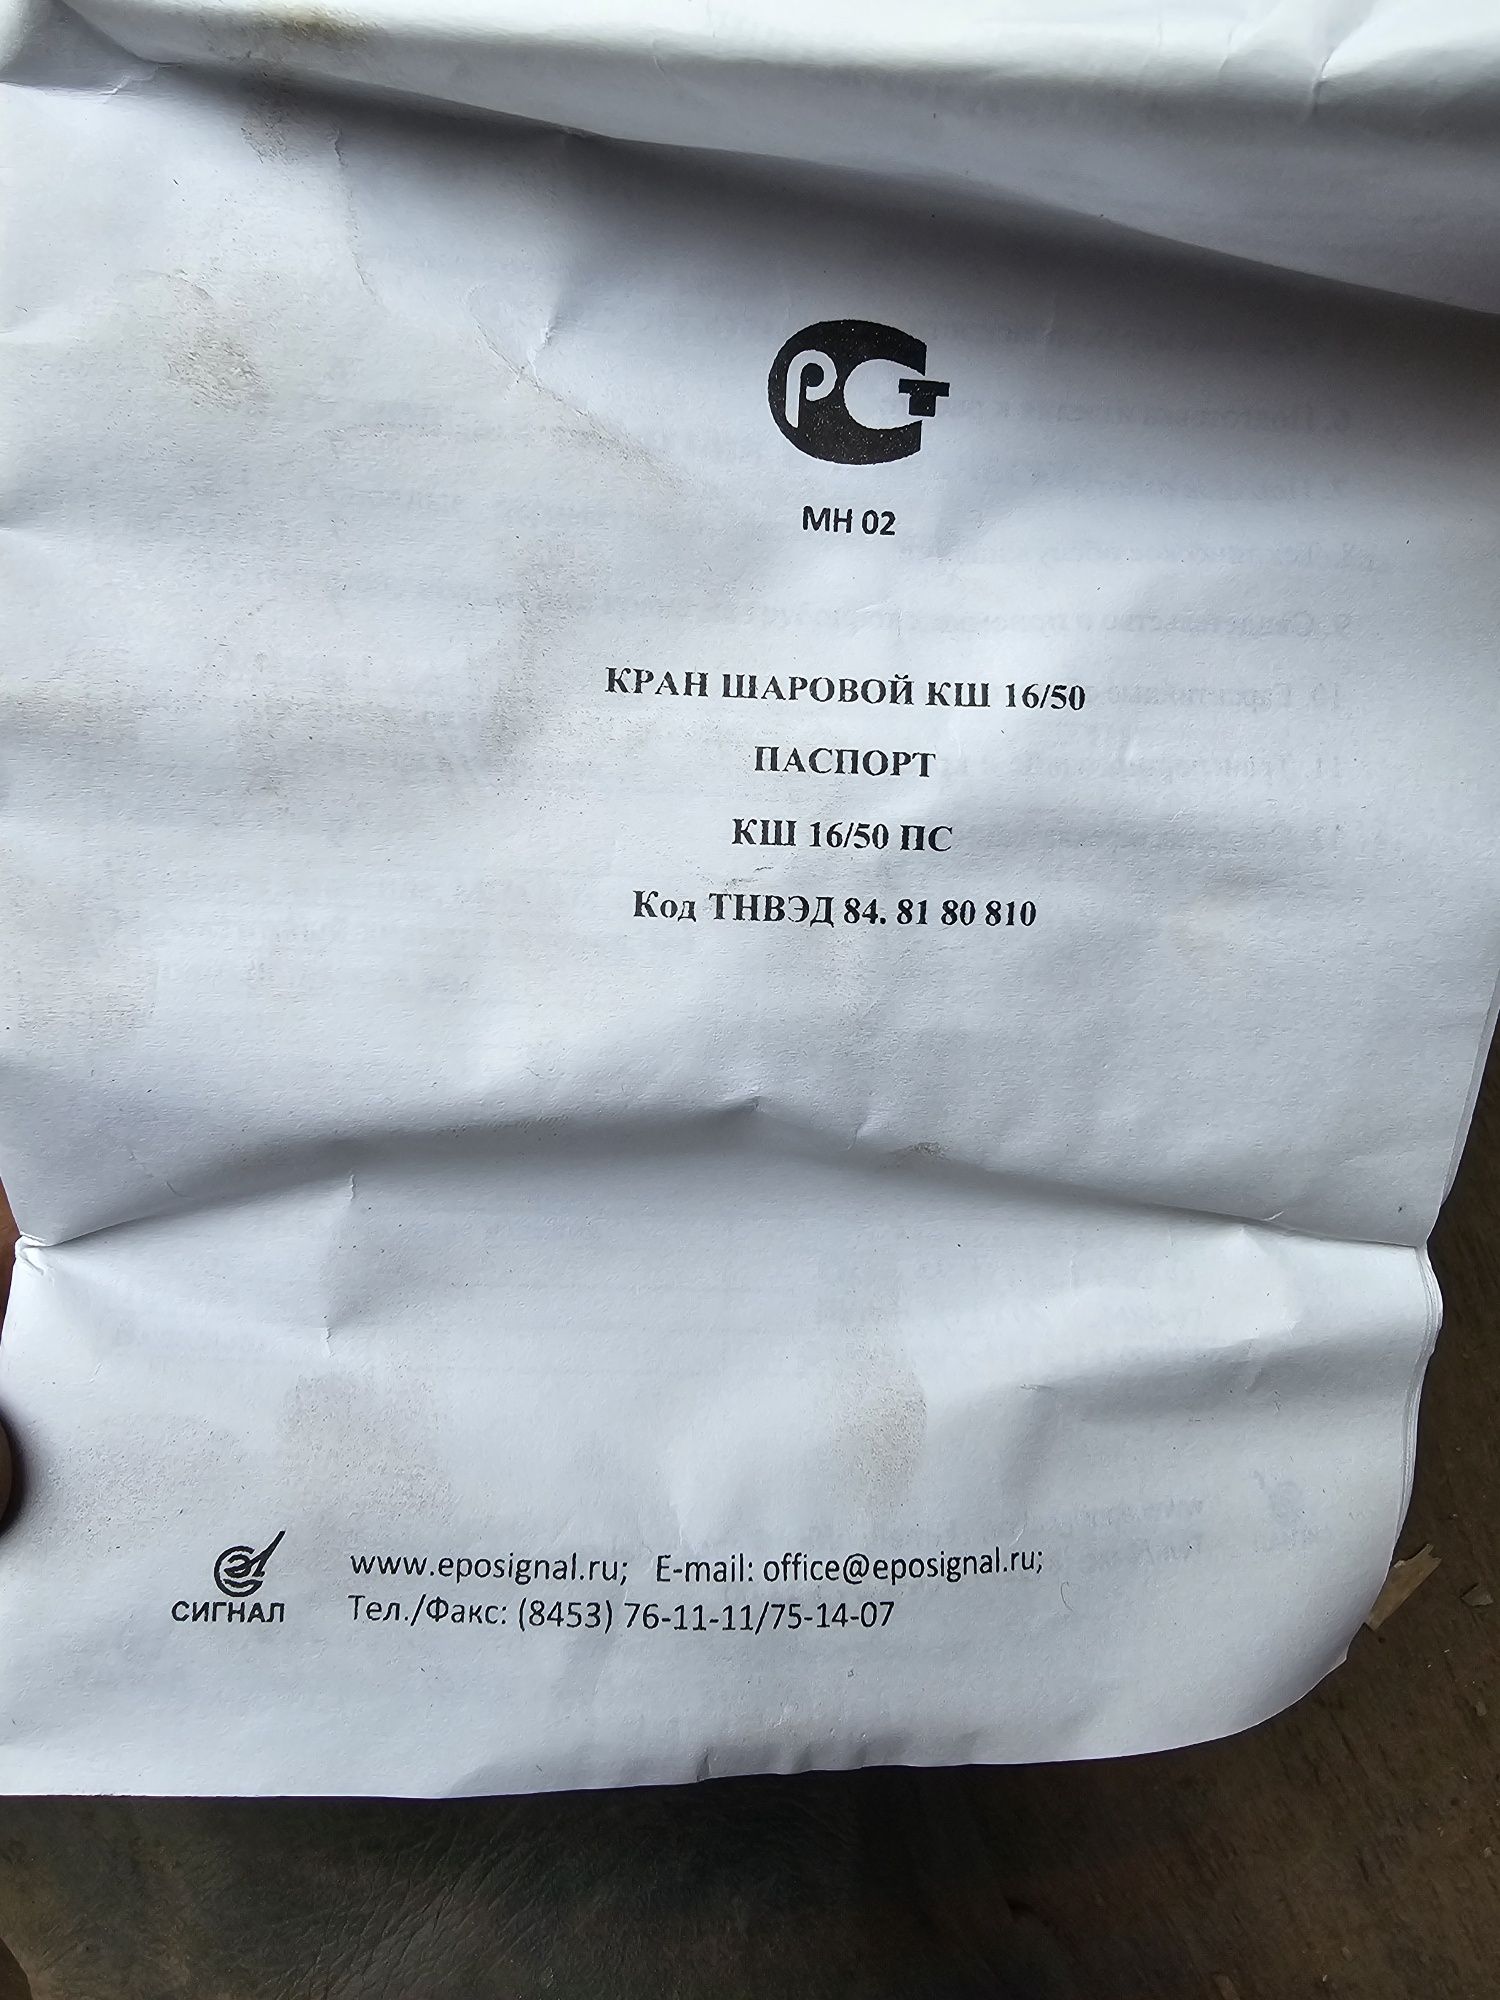 РСТ
МН 02
КРАН ШАРОВОЙ КШ 16/50
ПАСПОРТ
КШ 16/50 ПС
Код ТНВЭД 84. 81 80 810
www.eposignal.ru; E-mail: office@eposignal.ru;
СИГНАЛ Тел./Факс: (8453) 76-11-11/75-14-07